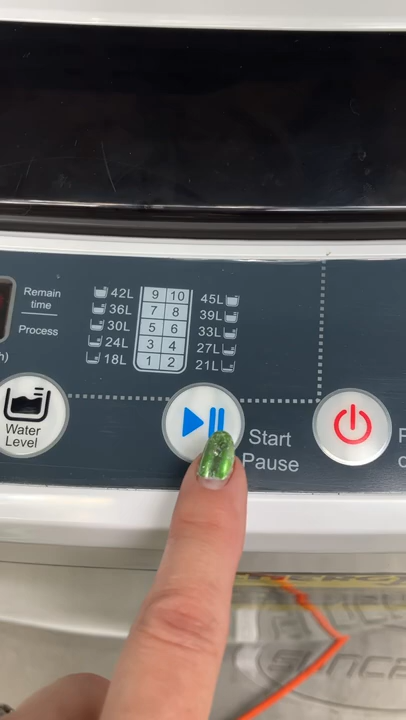 Remain
time
Process
h)
42L 9 10 45L
36L 7 8 39L
30L 5 6 33L
24L 3 4 27L
18L 1 2 21L
Water
Level
Start
Pause